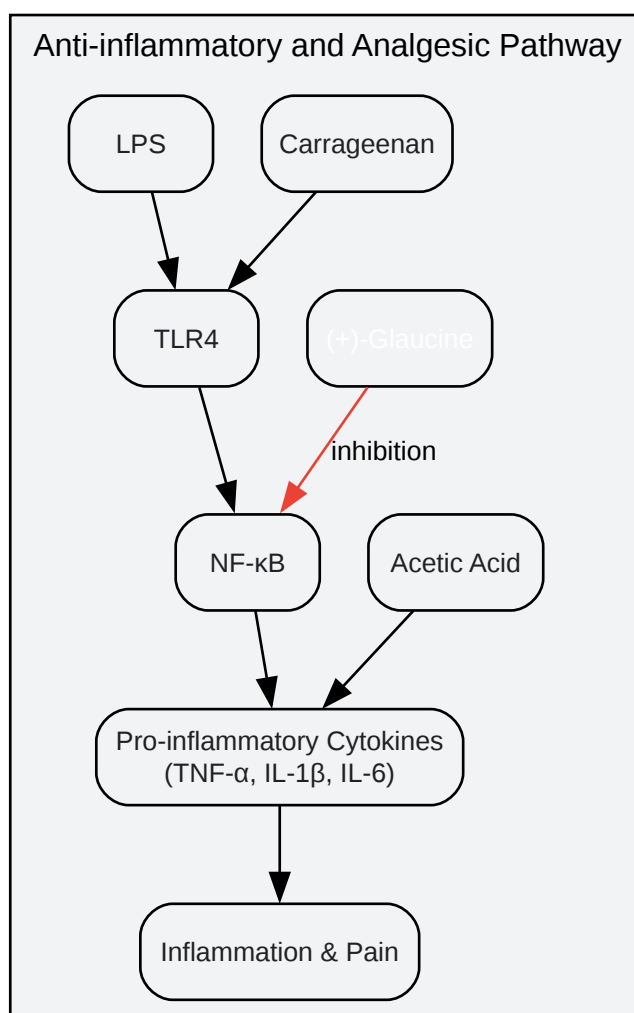 Anti-inflammatory and Analgesic Pathway
LPS
Carrageenan
TLR4
(+)-Glaucine
inhibition
NF-κB
Acetic Acid
Pro-inflammatory Cytokines
(TNF-α, IL-1β, IL-6)
Inflammation & Pain